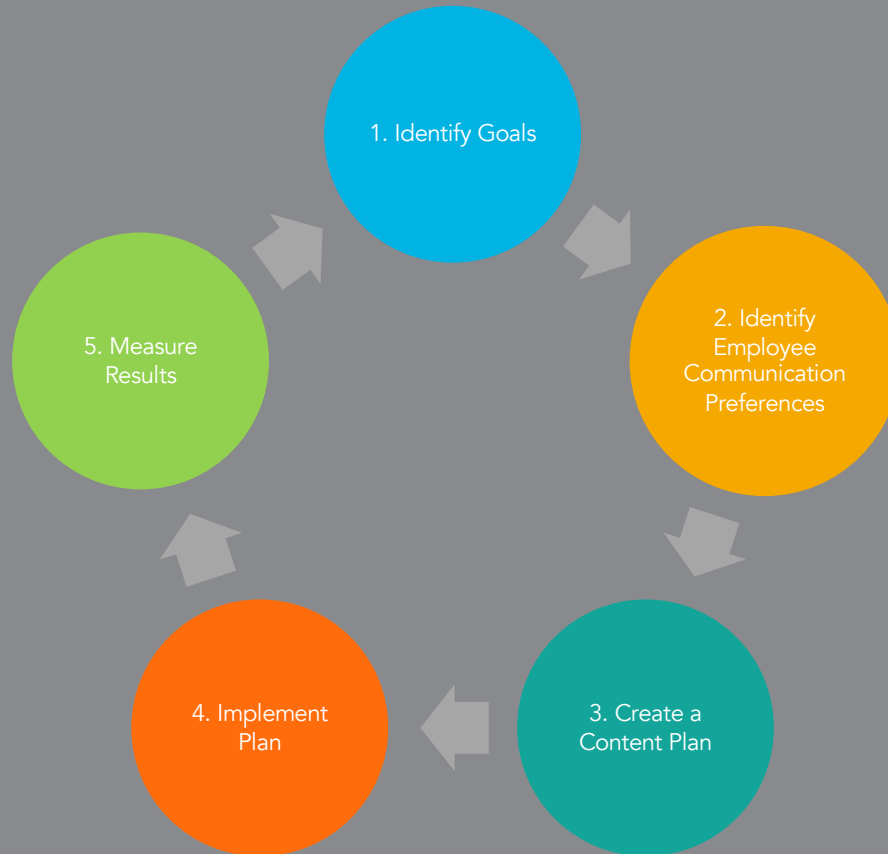 1. Identify Goals
2. Identify
Employee
Communication
Preferences
3. Create a
Content Plan
4. Implement
Plan
5. Measure
Results